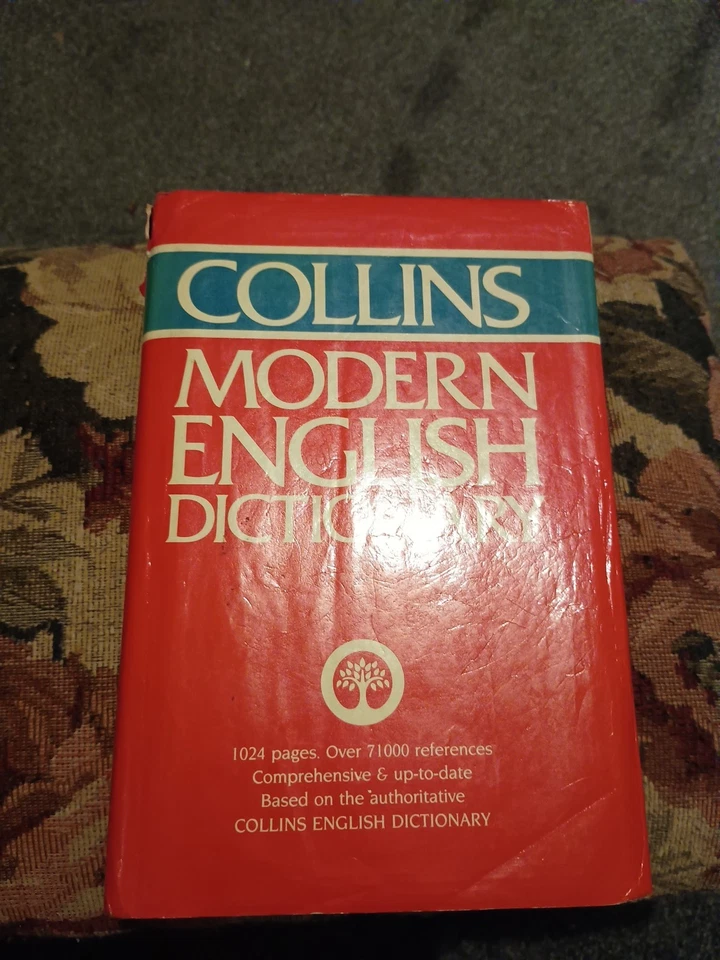 COLLINS
MODERN
ENGLISH
DICTIONARY
1024 pages. Over 71000 references
Comprehensive & up-to-date
Based on the authoritative
COLLINS ENGLISH DICTIONARY